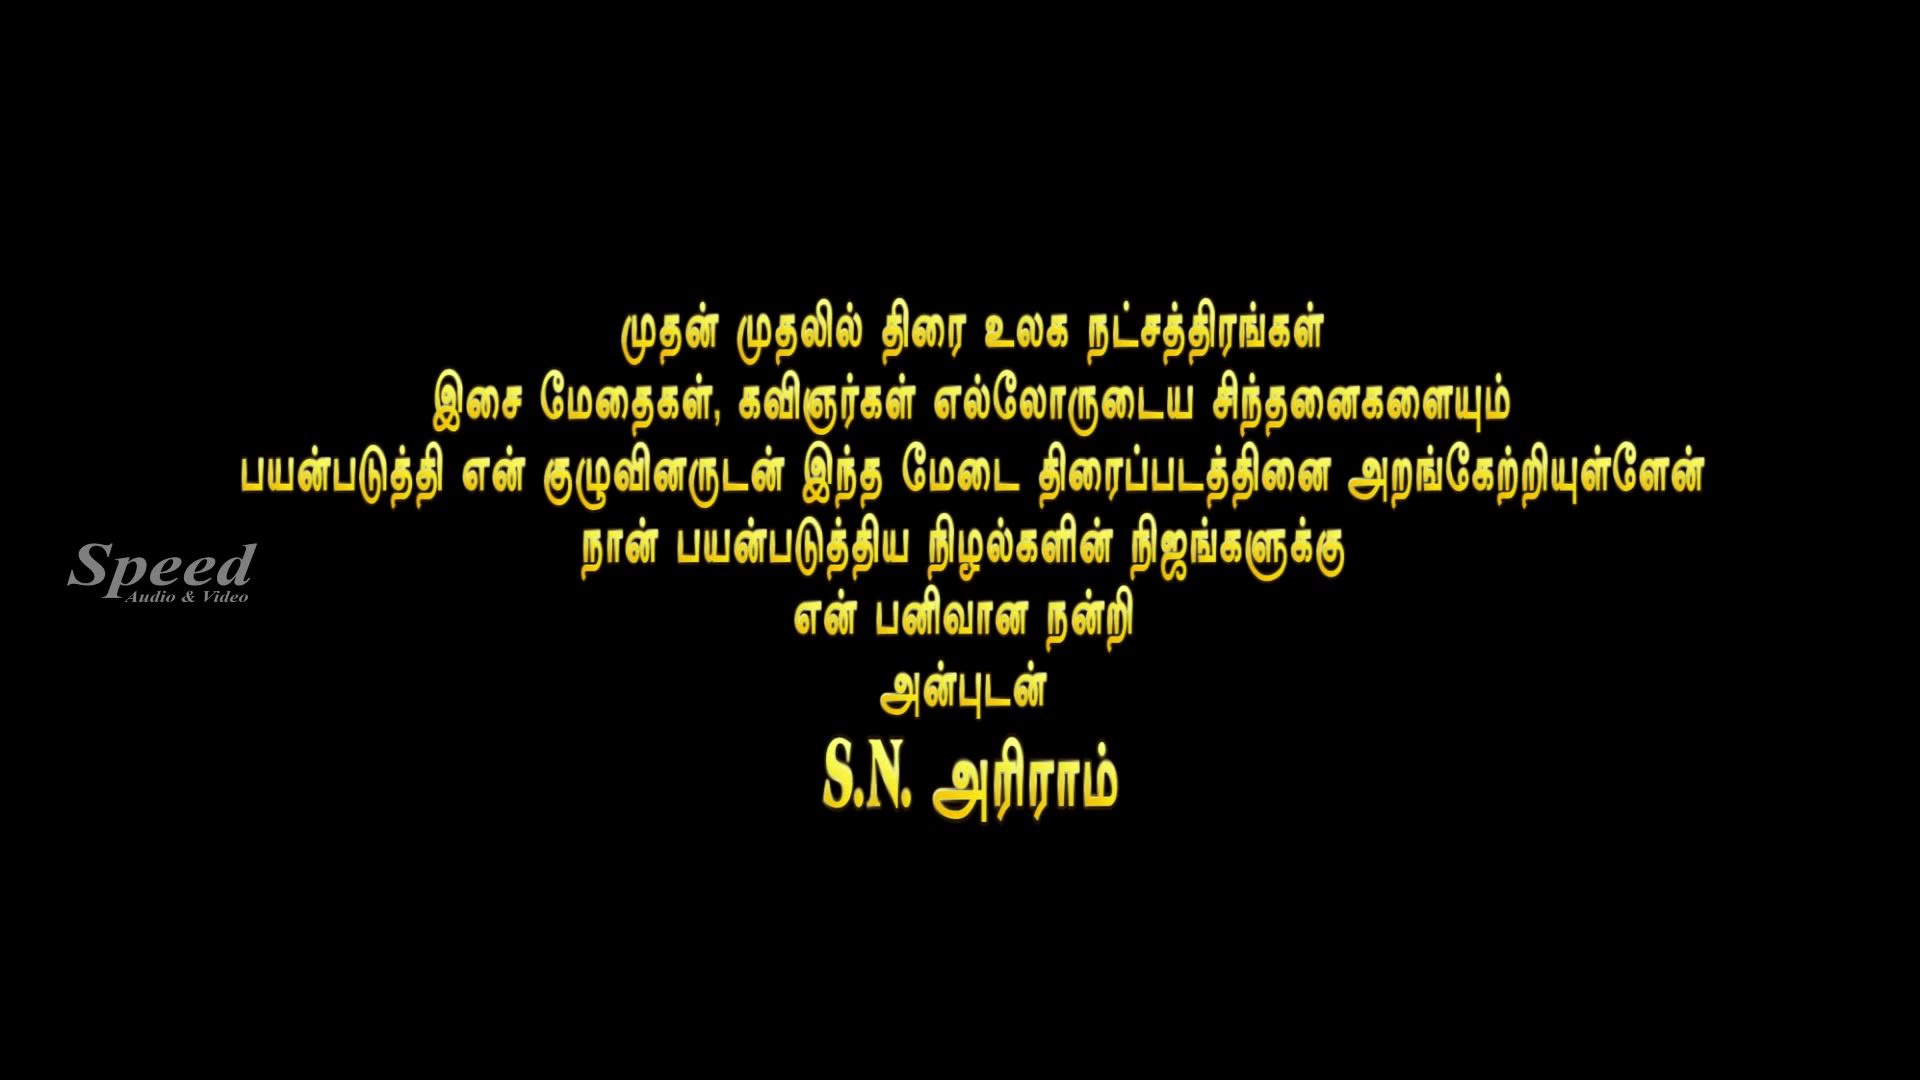 முதன் முதலில் திரை உலக நட்சத்திரங்கள்
இசை மேதைகள், கவிஞர்கள் எல்லோருடைய சிந்தனைகளையும்
பயன்படுத்தி என் குழுவினருடன் இந்த மேடை திரைப்படத்தினை அறங்கேற்றியுள்ளேன்
நான் பயன்படுத்திய நிழல்களின் நிஜங்களுக்கு
என் பனிவான நன்றி
அன்புடன்
S.N. அரிராம்
Speed
Audio & Video